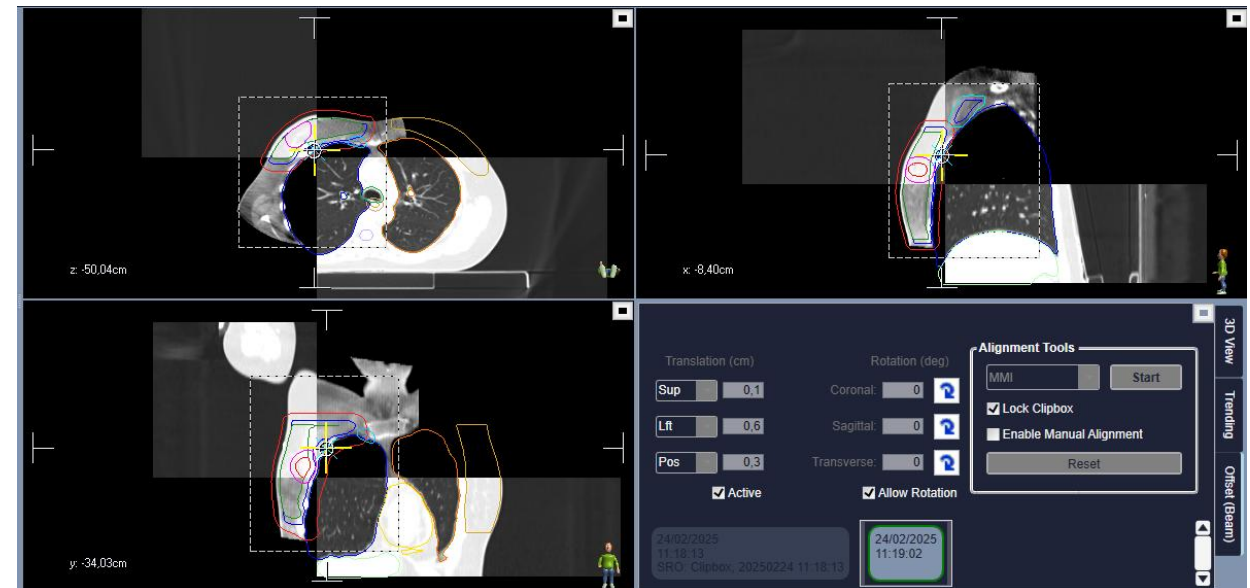 z: -50,04cm
x: -8,40cm
y: -34,03cm
Translation (cm)
Rotation (deg)
Sup 0,1
Coronal: 0
Lft 0,6
Sagittal: 0
Pos 0,3
Transverse: 0
Active
Allow Rotation
Alignment Tools
MMI
Start
Lock Clipbox
Enable Manual Alignment
Reset
3D View
Trending
Offset (Beam)
24/02/2025
11:18:13
SRO: Clipbox, 20250224 11:18:13
24/02/2025
11:19:02